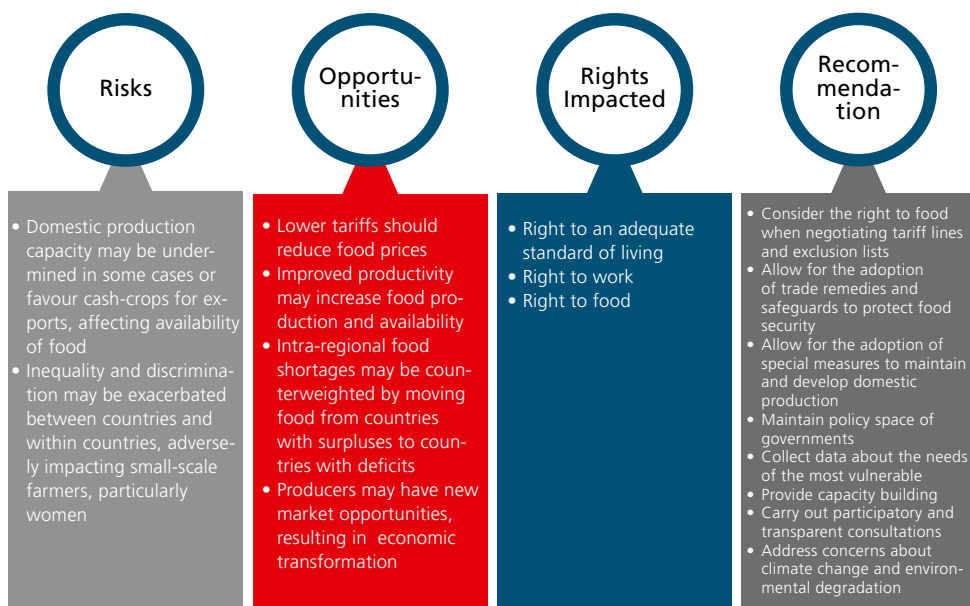 Risks
• Domestic production
capacity may be under-
mined in some cases or
favour cash-crops for ex-
ports, affecting availability
of food
• Inequality and discrimina-
tion may be exacerbated
between countries and
within countries, adverse-
ly impacting small-scale
farmers, particularly
women
Opportu-
nities
• Lower tariffs should
reduce food prices
• Improved productivity
may increase food pro-
duction and availability
• Intra-regional food
shortages may be coun-
terweighted by moving
food from countries
with surpluses to coun-
tries with deficits
• Producers may have new
market opportunities,
resulting in economic
transformation
Rights
Impacted
• Right to an adequate
standard of living
• Right to work
• Right to food
Recom-
menda-
tion
• Consider the right to food
when negotiating tariff lines
and exclusion lists
• Allow for the adoption
of trade remedies and
safeguards to protect food
security
• Allow for the adoption of
special measures to maintain
and develop domestic
production
• Maintain policy space of
governments
• Collect data about the needs
of the most vulnerable
• Provide capacity building
• Carry out participatory and
transparent consultations
• Address concerns about
climate change and environ-
mental degradation